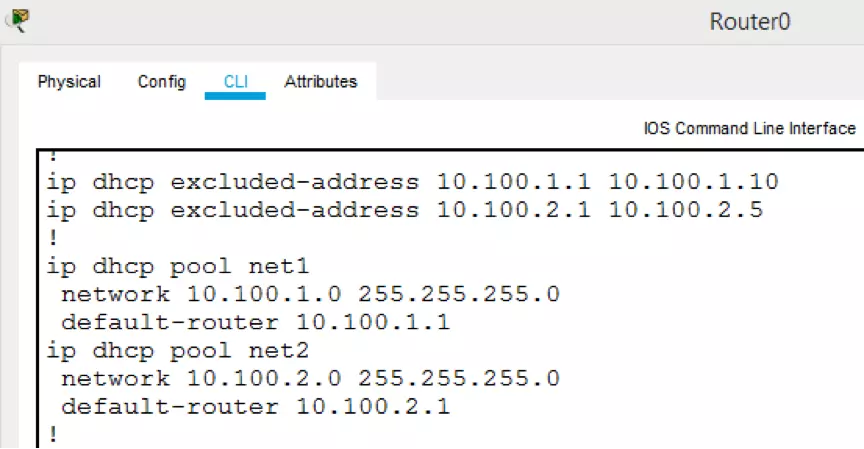 Router0
Physical Config CLI Attributes
IOS Command Line Interface
!
ip dhcp excluded-address 10.100.1.1 10.100.1.10
ip dhcp excluded-address 10.100.2.1 10.100.2.5
!
ip dhcp pool net1
 network 10.100.1.0 255.255.255.0
 default-router 10.100.1.1
ip dhcp pool net2
 network 10.100.2.0 255.255.255.0
 default-router 10.100.2.1
!